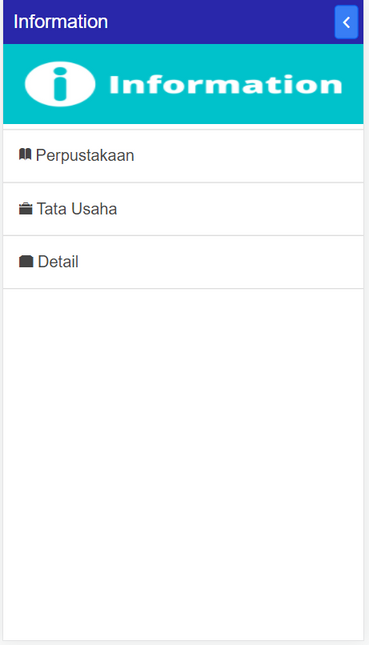 Information
Information
Perpustakaan
Tata Usaha
Detail